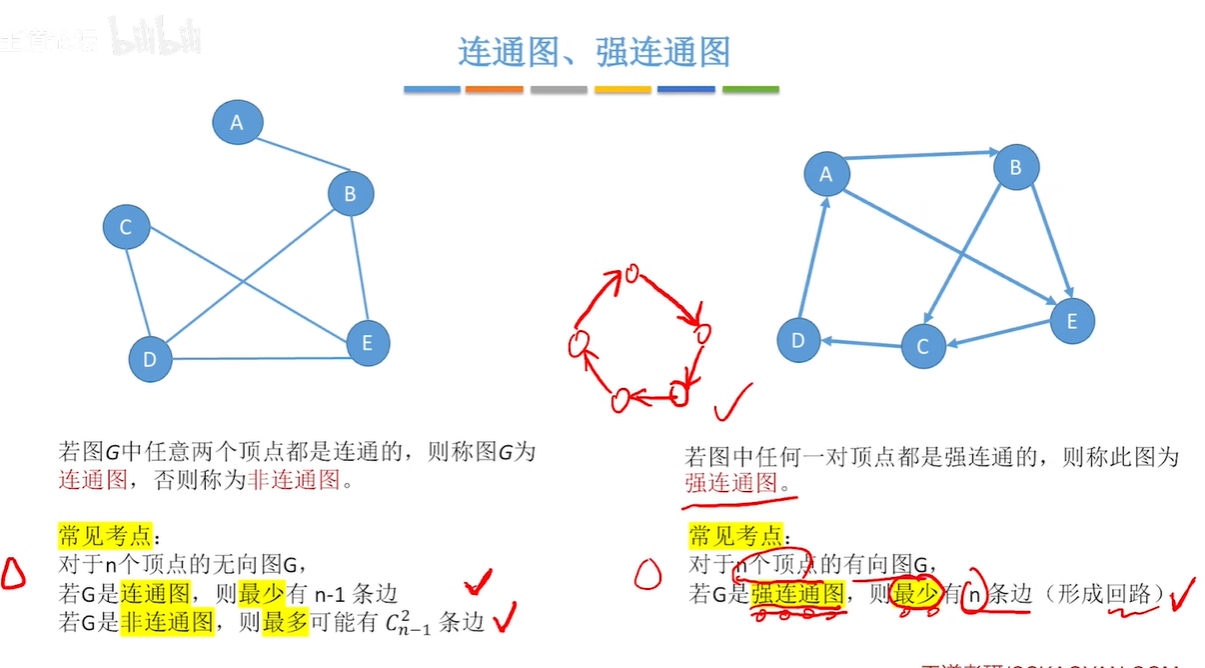 bilibili
连通图、强连通图
A
B
C
D
E
A
B
E
D
C
若图G中任意两个顶点都是连通的，则称图G为
连通图，否则称为非连通图。
常见考点：
对于n个顶点的无向图G，
若G是连通图，则最少有 n-1 条边
若G是非连通图，则最多可能有 C²ₙ₋₁ 条边
若图中任何一对顶点都是强连通的，则称此图为
强连通图。
常见考点：
对于n个顶点的有向图G，
若G是强连通图，则最少有 n 条边（形成回路）